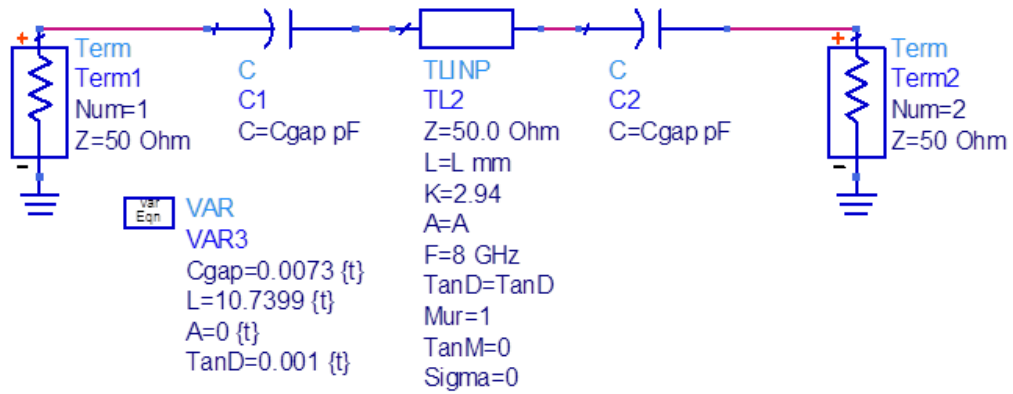 +
Term
Term1
Num=1
Z=50 Ohm
-
C
C1
C=Cgap pF
TLINP
TL2
Z=50.0 Ohm
L=L mm
K=2.94
A=A
F=8 GHz
TanD=TanD
Mur=1
TanM=0
Sigma=0
C
C2
C=Cgap pF
+
Term
Term2
Num=2
Z=50 Ohm
-
Var
Eqn
VAR
VAR3
Cgap=0.0073 {t}
L=10.7399 {t}
A=0 {t}
TanD=0.001 {t}